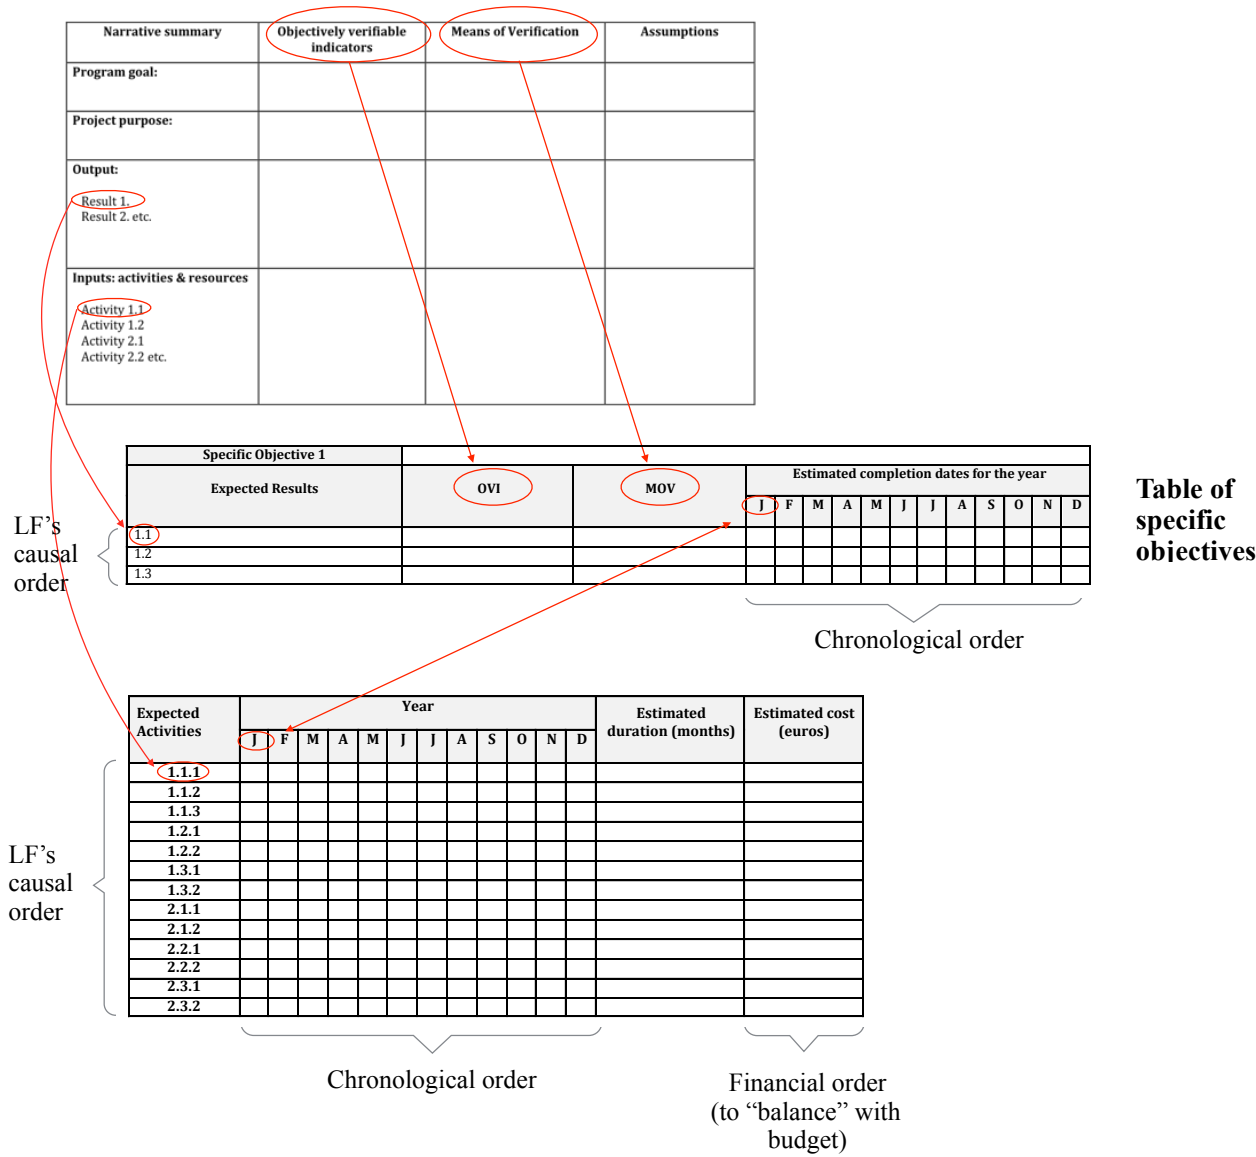 Narrative summary
Objectively verifiable
indicators
Means of Verification
Assumptions
Program goal:
Project purpose:
Output:
Result 1.
Result 2. etc.
Inputs: activities & resources
Activity 1.1
Activity 1.2
Activity 2.1
Activity 2.2 etc.
Specific Objective 1
Expected Results
OVI
MOV
Estimated completion dates for the year
J F M A M J J A S O N D
1.1
1.2
1.3
LF's
causal
order
Table of
specific
objectives
Chronological order
Expected
Activities
Year
Estimated
duration (months)
Estimated cost
(euros)
J F M A M J J A S O N D
1.1.1
1.1.2
1.1.3
1.2.1
1.2.2
1.3.1
1.3.2
2.1.1
2.1.2
2.2.1
2.2.2
2.3.1
2.3.2
LF's
causal
order
Chronological order
Financial order
(to “balance” with
budget)